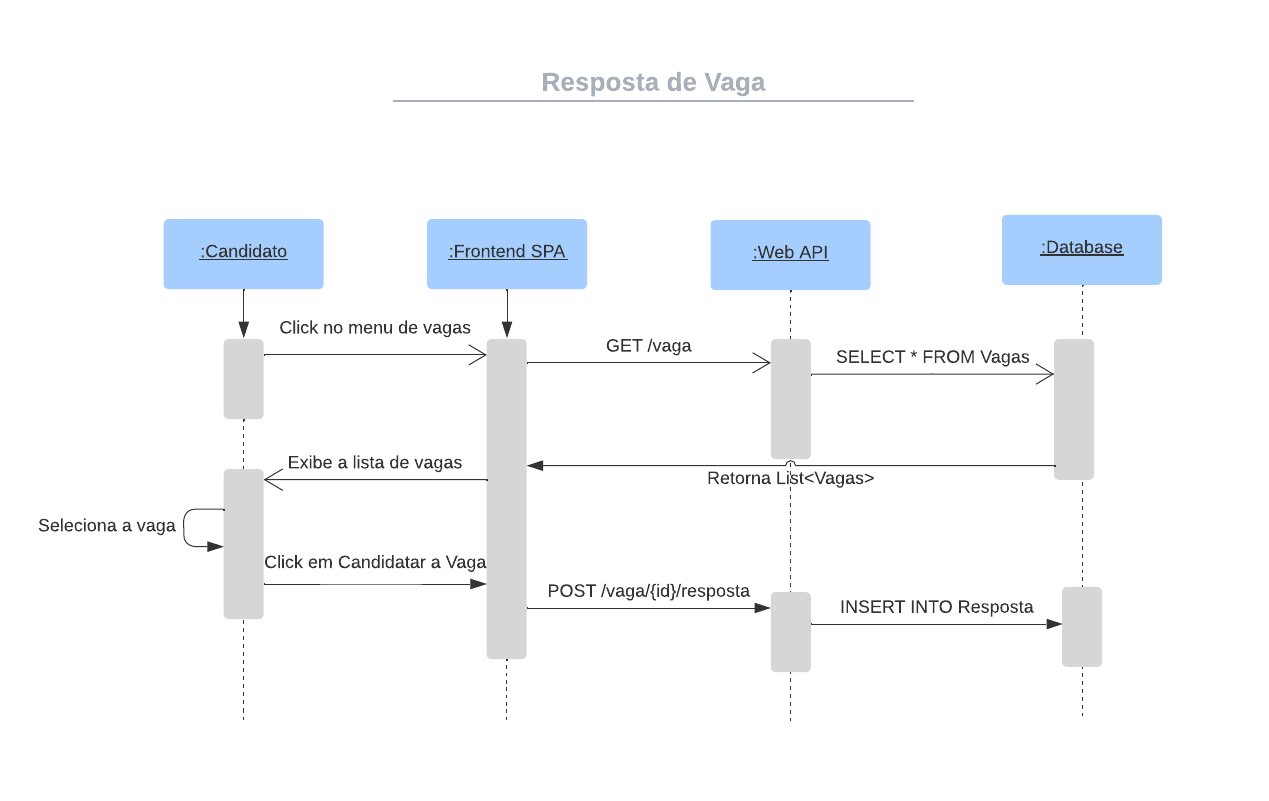 Resposta de Vaga
:Candidato
:Frontend SPA
:Web API
:Database
Click no menu de vagas
GET /vaga
SELECT * FROM Vagas
Exibe a lista de vagas
Retorna List<Vagas>
Seleciona a vaga
Click em Candidatar a Vaga
POST /vaga/{id}/resposta
INSERT INTO Resposta